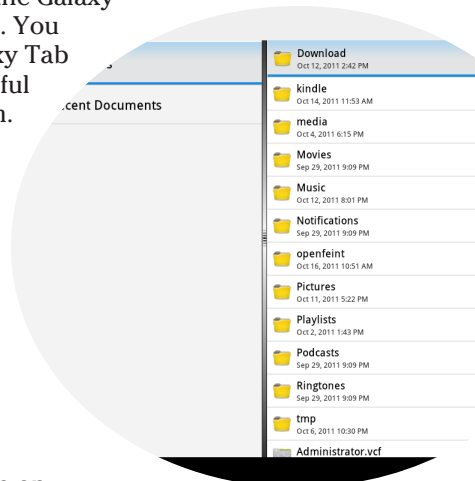 Galaxy
. You
Tab
ful
cent Documents
Download
Oct 12, 2011 2:42 PM
kindle
Oct 14, 2011 11:53 AM
media
Oct 4, 2011 6:15 PM
Movies
Sep 29, 2011 9:09 PM
Music
Oct 12, 2011 8:01 PM
Notifications
Sep 29, 2011 9:09 PM
openfeint
Oct 16, 2011 10:51 AM
Pictures
Oct 11, 2011 5:22 PM
Playlists
Oct 2, 2011 1:43 PM
Podcasts
Sep 29, 2011 9:09 PM
Ringtones
Sep 29, 2011 9:09 PM
tmp
Oct 6, 2011 10:30 PM
Administrator.vcf